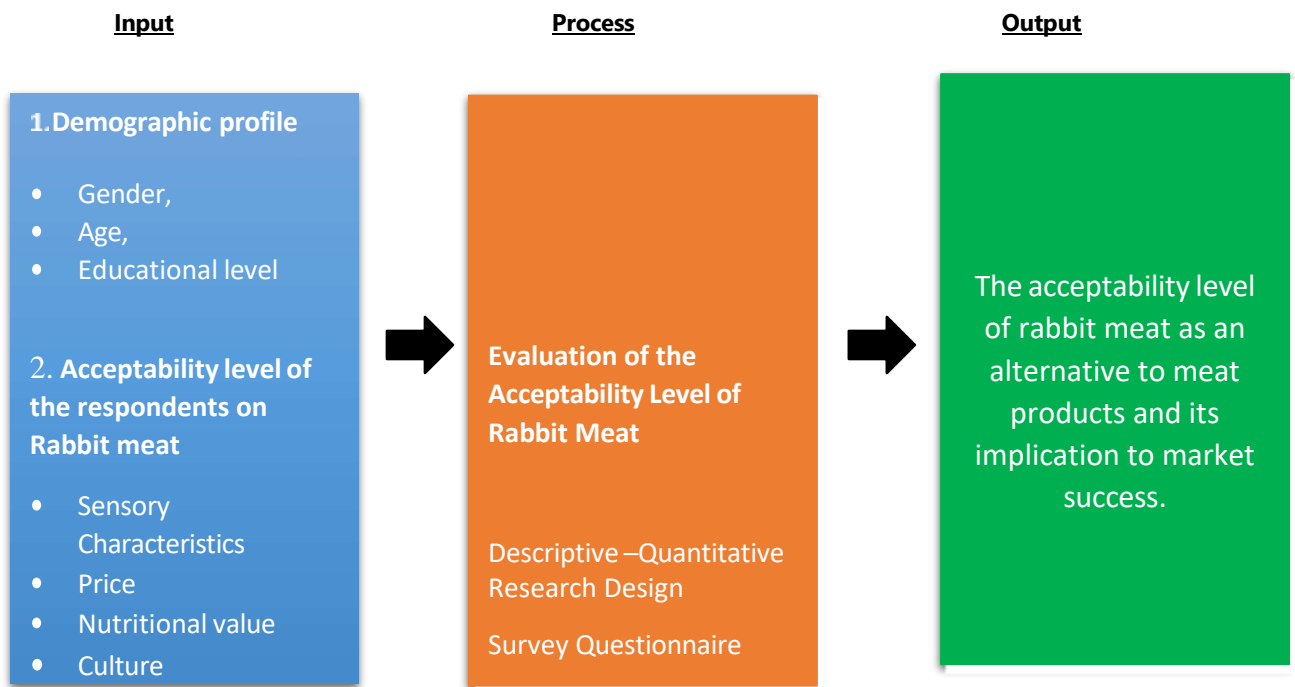 Input
Process
Output
1.Demographic profile
• Gender,
• Age,
• Educational level
2. Acceptability level of
the respondents on
Rabbit meat
• Sensory
Characteristics
• Price
• Nutritional value
• Culture
Evaluation of the
Acceptability Level of
Rabbit Meat
Descriptive –Quantitative
Research Design
Survey Questionnaire
The acceptability level
of rabbit meat as an
alternative to meat
products and its
implication to market
success.